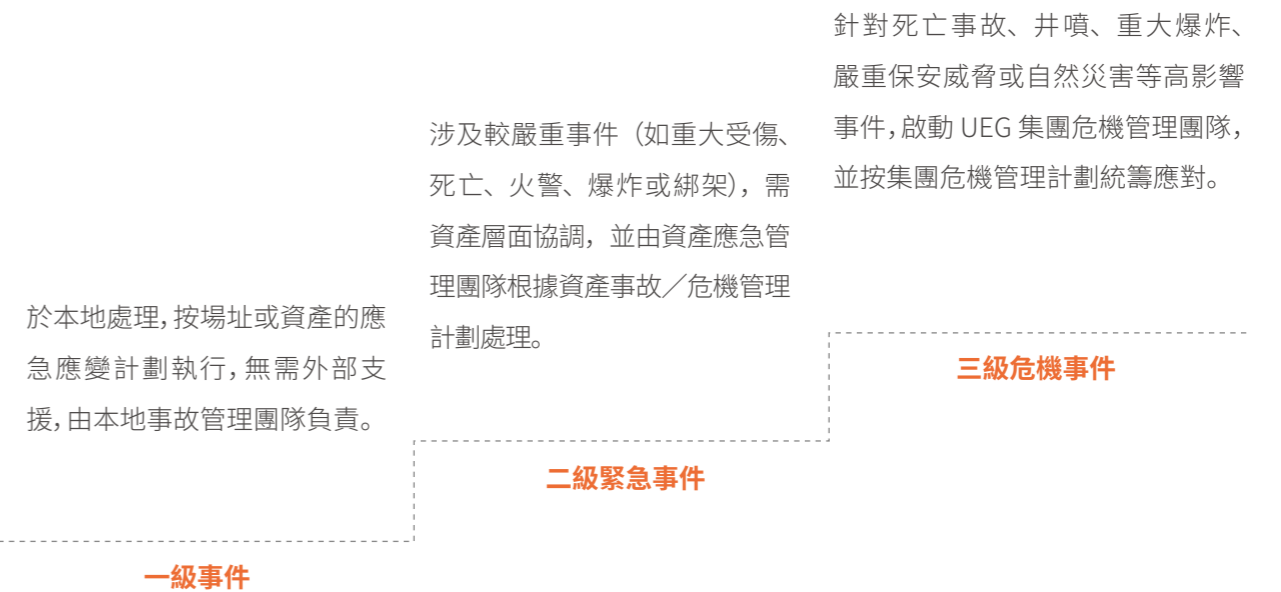 於本地處理，按場址或資產的應
急應變計劃執行，無需外部支
援，由本地事故管理團隊負責。
一級事件
涉及較嚴重事件（如重大受傷、
死亡、火警、爆炸或綁架），需
資產層面協調，並由資產應急管
理團隊根據資產事故／危機管理
計劃處理。
二級緊急事件
針對死亡事故、井噴、重大爆炸、
嚴重保安威脅或自然災害等高影響
事件，啟動 UEG 集團危機管理團隊，
並按集團危機管理計劃統籌應對。
三級危機事件